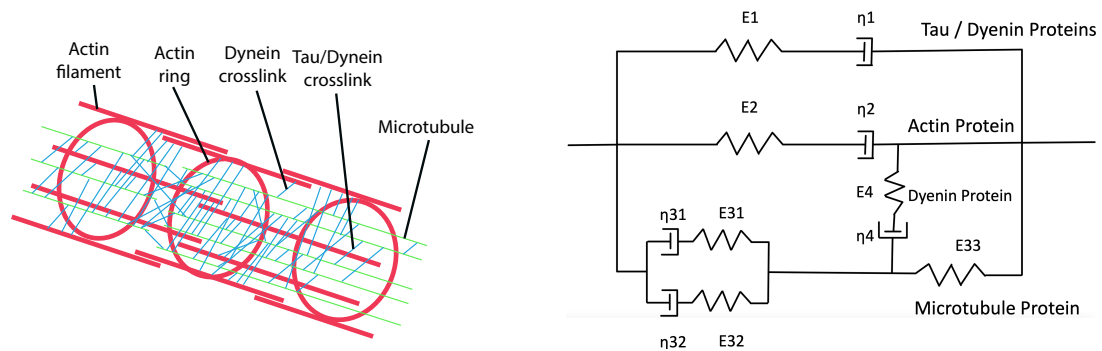 Actin
filament
Actin
ring
Dynein
crosslink
Tau/Dynein
crosslink
Microtubule
E1
η1
Tau / Dyenin Proteins
E2
η2
Actin Protein
E4
Dyenin Protein
η4
η31
E31
E33
Microtubule Protein
η32
E32